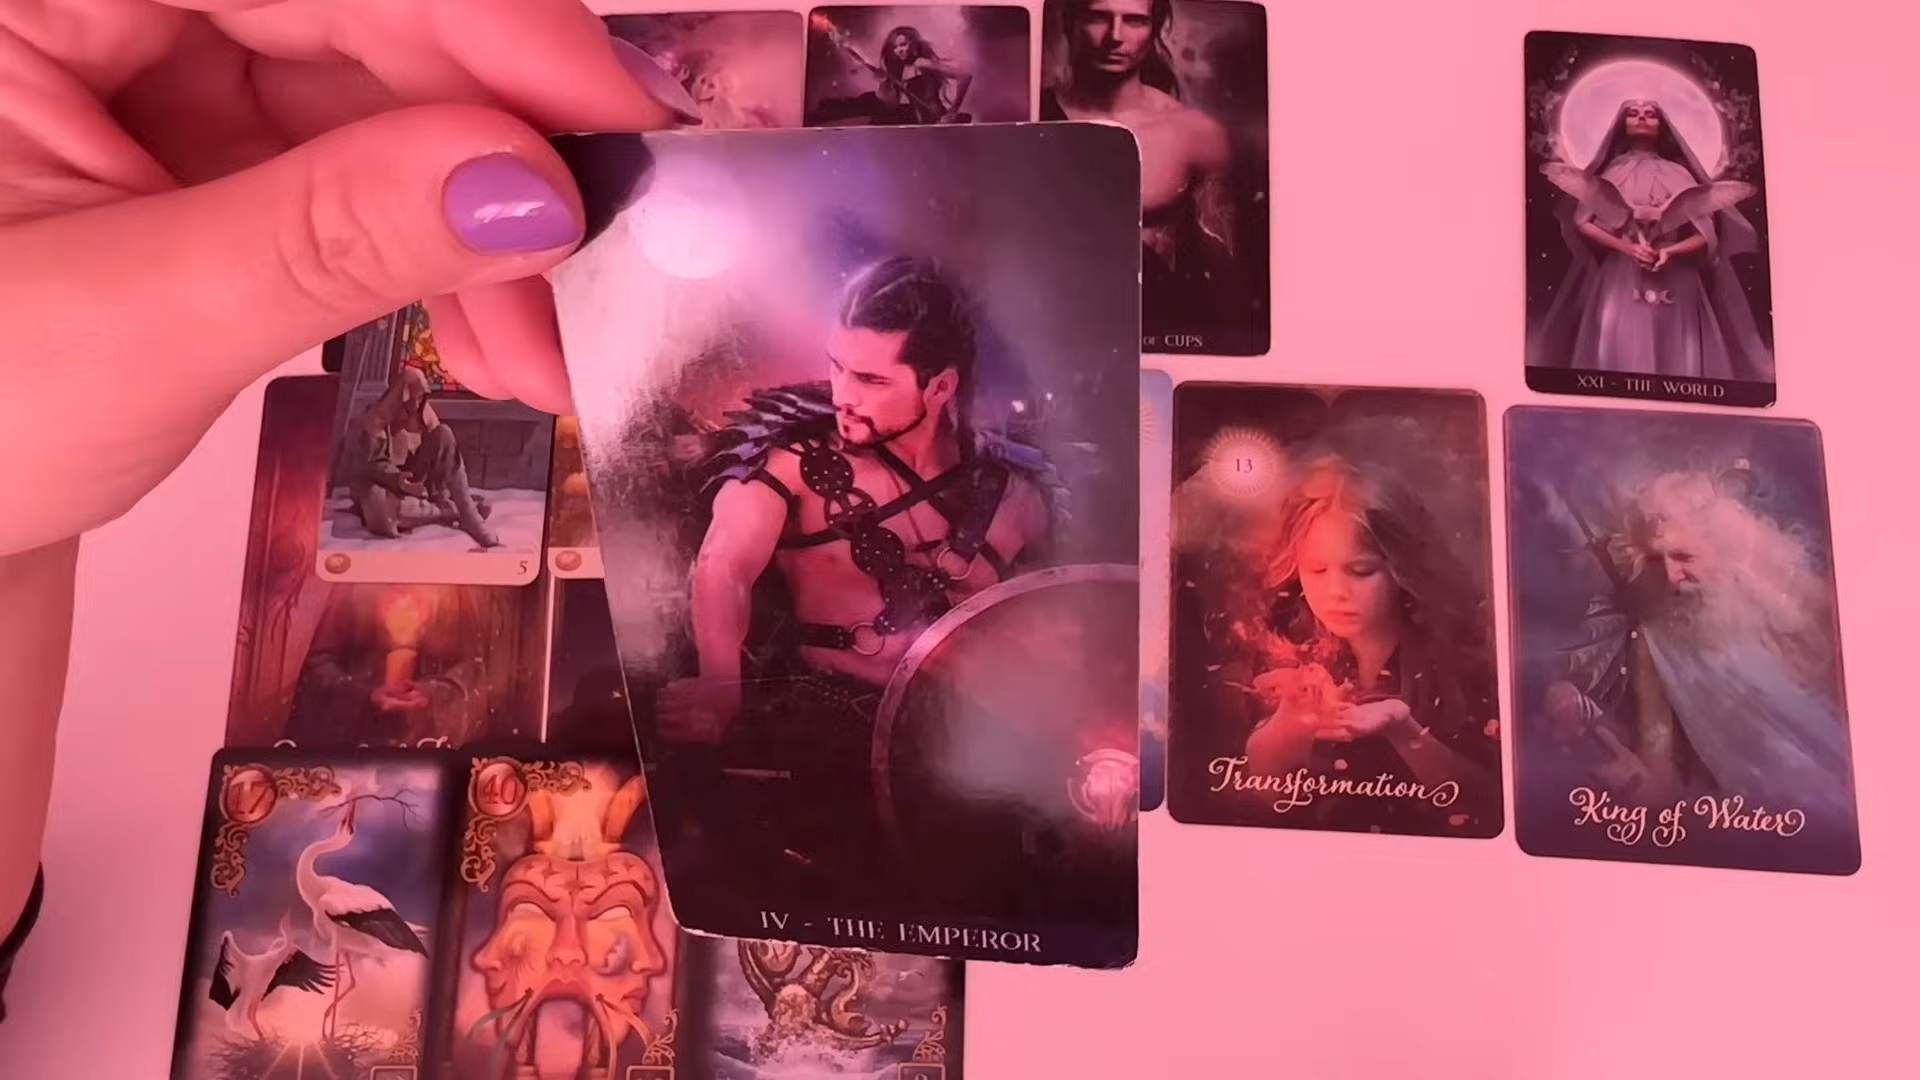 OF CUPS
XXI - THE WORLD
13
5
Transformation
King of Water
17
40
IV - THE EMPEROR